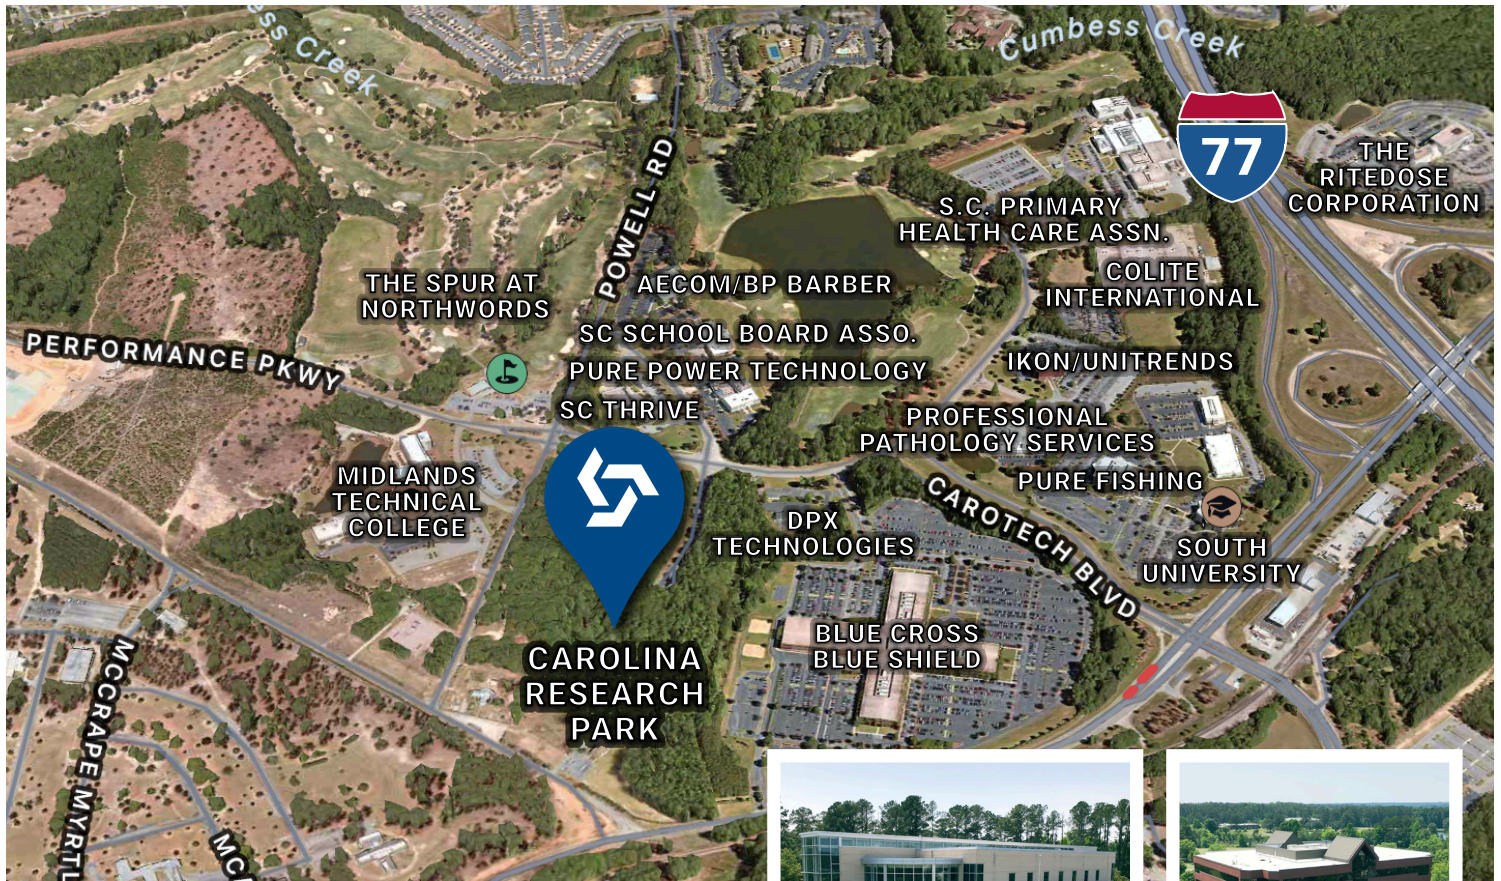 Cumbess Creek
ess Creek
77
THE
RITEDOSE
CORPORATION
POWELL RD
S.C. PRIMARY
HEALTH CARE ASSN.
COLITE
INTERNATIONAL
THE SPUR AT
NORTHWORDS
AECOM/BP BARBER
SC SCHOOL BOARD ASSO.
PURE POWER TECHNOLOGY
SC THRIVE
IKON/UNITRENDS
PERFORMANCE PKWY
PROFESSIONAL
PATHOLOGY SERVICES
PURE FISHING
MIDLANDS
TECHNICAL
COLLEGE
DPX
TECHNOLOGIES
CAROTECH BLVD
SOUTH
UNIVERSITY
BLUE CROSS
BLUE SHIELD
CAROLINA
RESEARCH
PARK
MCCRAPE MYRTL